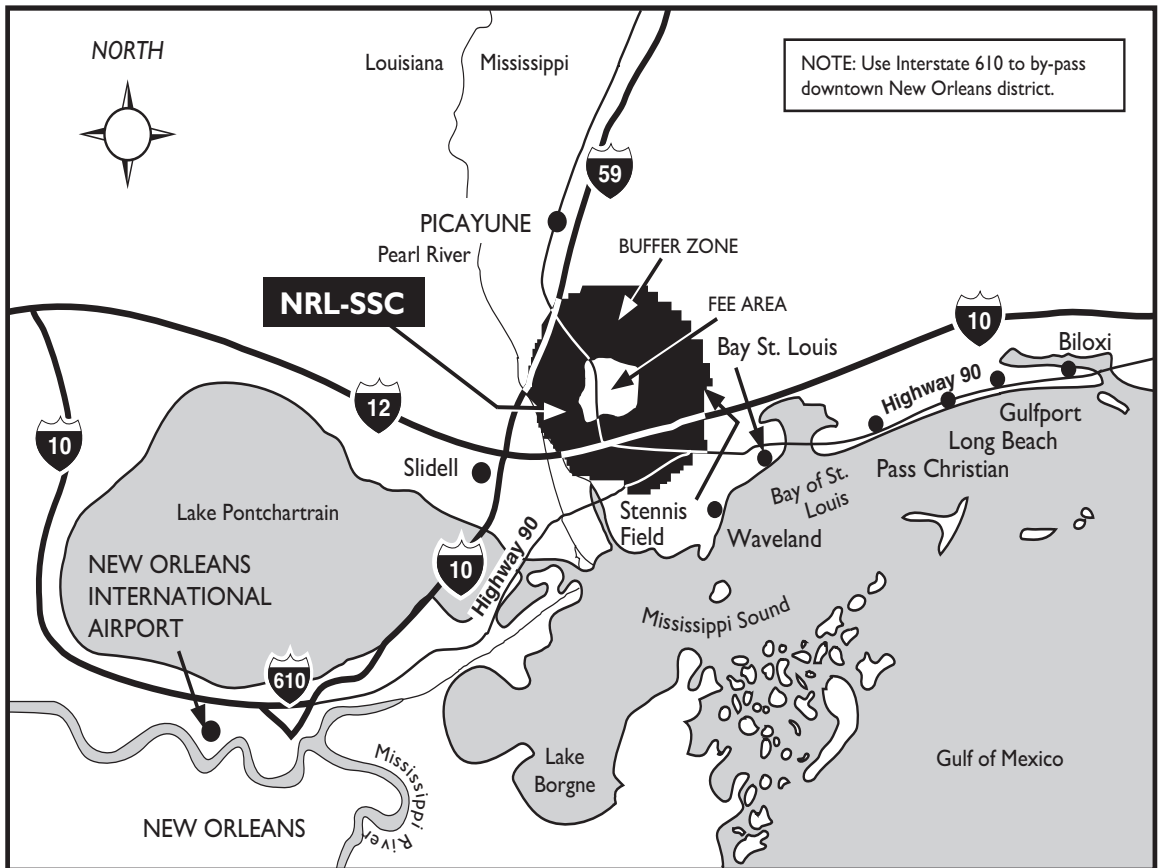 NORTH
Louisiana
Mississippi
NOTE: Use Interstate 610 to by-pass
downtown New Orleans district.
59
PICAYUNE
Pearl River
BUFFER ZONE
NRL-SSC
FEE AREA
10
Bay St. Louis
Biloxi
Highway 90
12
10
Gulfport
Long Beach
Pass Christian
Slidell
Bay of St.
Louis
Lake Pontchartrain
Stennis
Field
Waveland
Highway 90
10
NEW ORLEANS
INTERNATIONAL
AIRPORT
Mississippi Sound
610
Mississippi River
Lake
Borgne
Gulf of Mexico
NEW ORLEANS